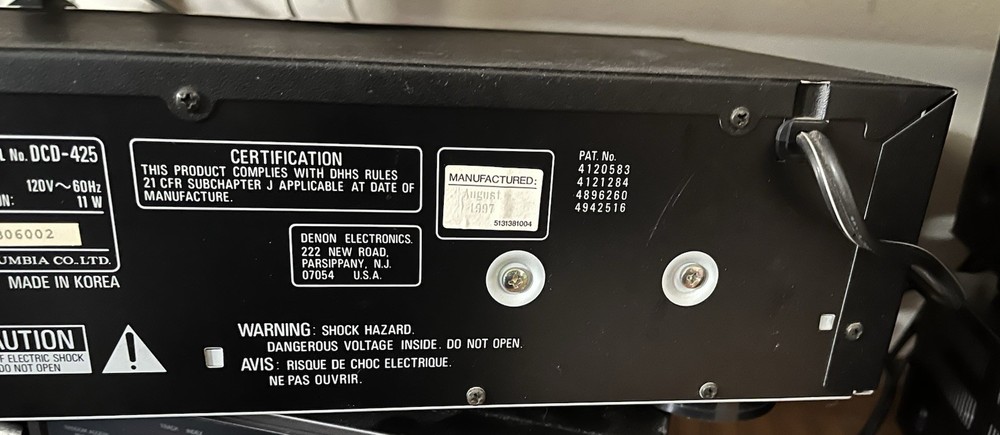 L No. DCD-425
120V～60Hz
N: 11 W
306002
UMBIA CO., LTD.
MADE IN KOREA
CERTIFICATION
THIS PRODUCT COMPLIES WITH DHHS RULES
21 CFR SUBCHAPTER J APPLICABLE AT DATE OF
MANUFACTURE.
DENON ELECTRONICS.
222 NEW ROAD,
PARSIPPANY, N.J.
07054 U.S.A.
MANUFACTURED:
August
1997
5131381004
PAT. No.
4120583
4121284
4896260
4942516
AUTION
F ELECTRIC SHOCK
DO NOT OPEN
WARNING: SHOCK HAZARD.
DANGEROUS VOLTAGE INSIDE. DO NOT OPEN.
AVIS: RISQUE DE CHOC ELECTRIQUE.
NE PAS OUVRIR.